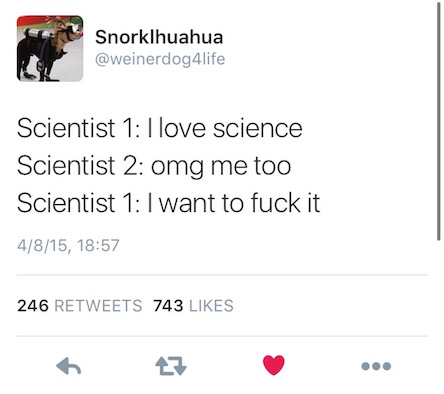 Snorklhuahua
@weinerdog4life
Scientist 1: I love science
Scientist 2: omg me too
Scientist 1: I want to fuck it
4/8/15, 18:57
246 RETWEETS 743 LIKES